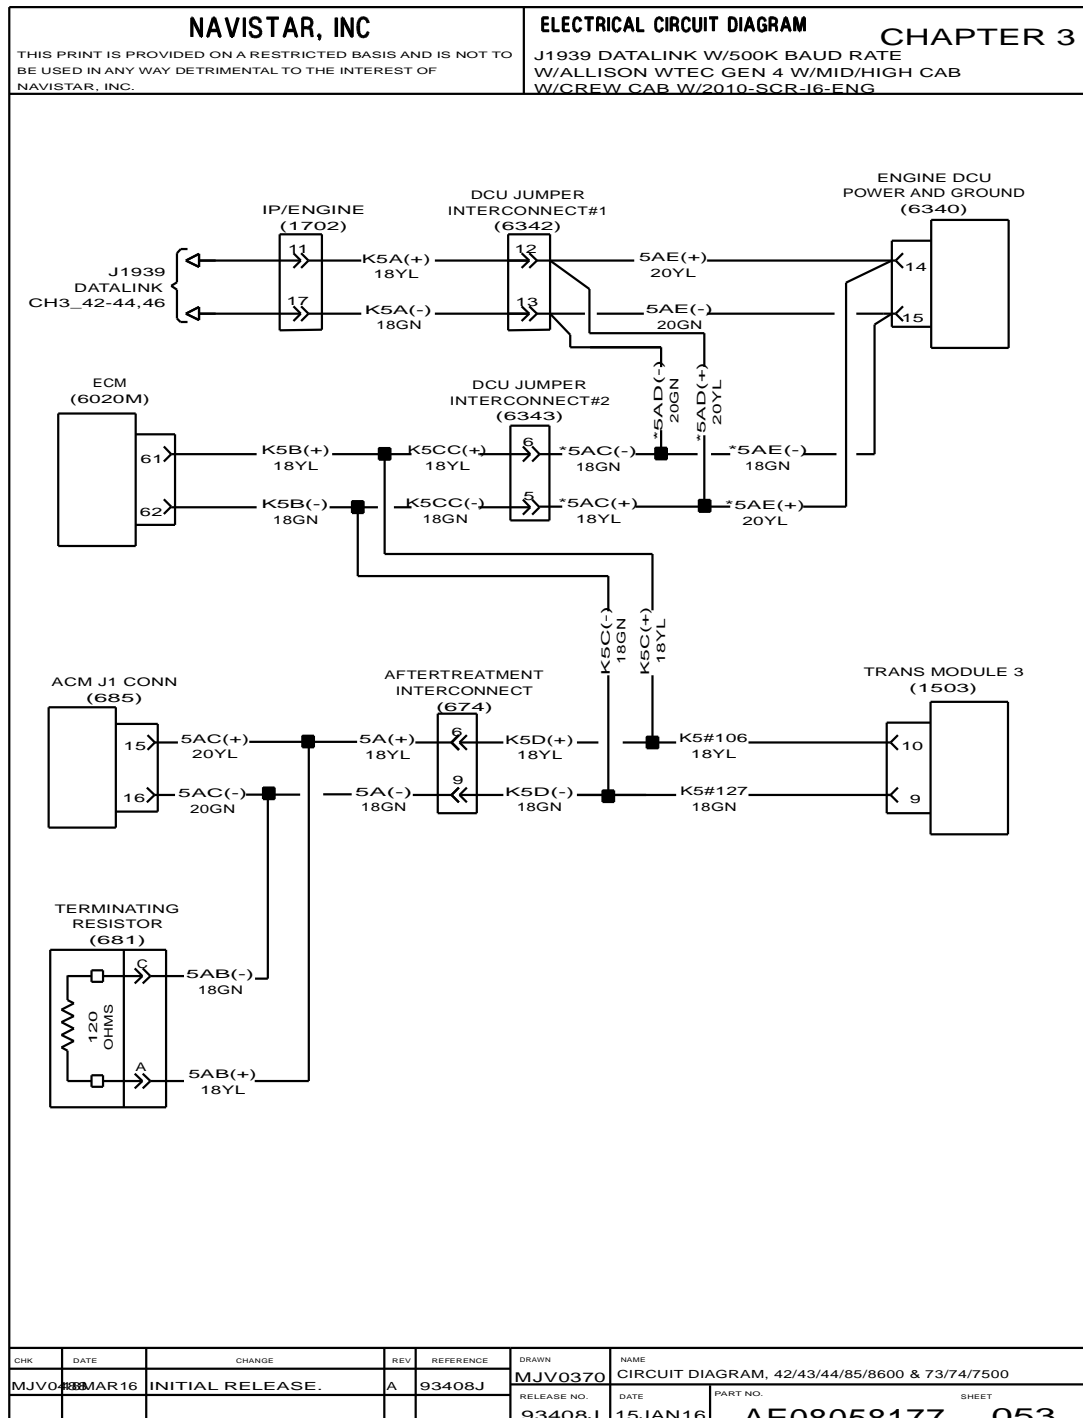 NAVISTAR, INC
THIS PRINT IS PROVIDED ON A RESTRICTED BASIS AND IS NOT TO
BE USED IN ANY WAY DETRIMENTAL TO THE INTEREST OF
NAVISTAR, INC.
ELECTRICAL CIRCUIT DIAGRAM
CHAPTER 3
J1939 DATALINK W/500K BAUD RATE
W/ALLISON WTEC GEN 4 W/MID/HIGH CAB
W/CREW CAB W/2010-SCR-I6-ENG
IP/ENGINE
(1702)
DCU JUMPER
INTERCONNECT#1
(6342)
ENGINE DCU
POWER AND GROUND
(6340)
J1939
DATALINK
CH3_42-44,46
11
K5A(+)
18YL
12
5AE(+)
20YL
14
17
K5A(-)
18GN
13
5AE(-)
20GN
15
*5AD(-)
20GN
*5AD(+)
20YL
ECM
(6020M)
DCU JUMPER
INTERCONNECT#2
(6343)
61
K5B(+)
18YL
K5CC(+)
18YL
6
*5AC(-)
18GN
*5AE(-)
18GN
62
K5B(-)
18GN
K5CC(-)
18GN
5
*5AC(+)
18YL
*5AE(+)
20YL
K5C(-)
18GN
K5C(+)
18YL
ACM J1 CONN
(685)
AFTERTREATMENT
INTERCONNECT
(674)
TRANS MODULE 3
(1503)
15
5AC(+)
20YL
5A(+)
18YL
6
K5D(+)
18YL
K5#106
18YL
10
16
5AC(-)
20GN
5A(-)
18GN
9
K5D(-)
18GN
K5#127
18GN
9
TERMINATING
RESISTOR
(681)
C
5AB(-)
18GN
120
OHMS
A
5AB(+)
18YL
CHK DATE CHANGE REV REFERENCE
MAR16 INITIAL RELEASE. A 93408J
DRAWN
MJV0370
NAME
CIRCUIT DIAGRAM, 42/43/44/85/8600 & 73/74/7500
RELEASE NO.
93408J
DATE
15JAN16
PART NO.
AE08058177
SHEET
053